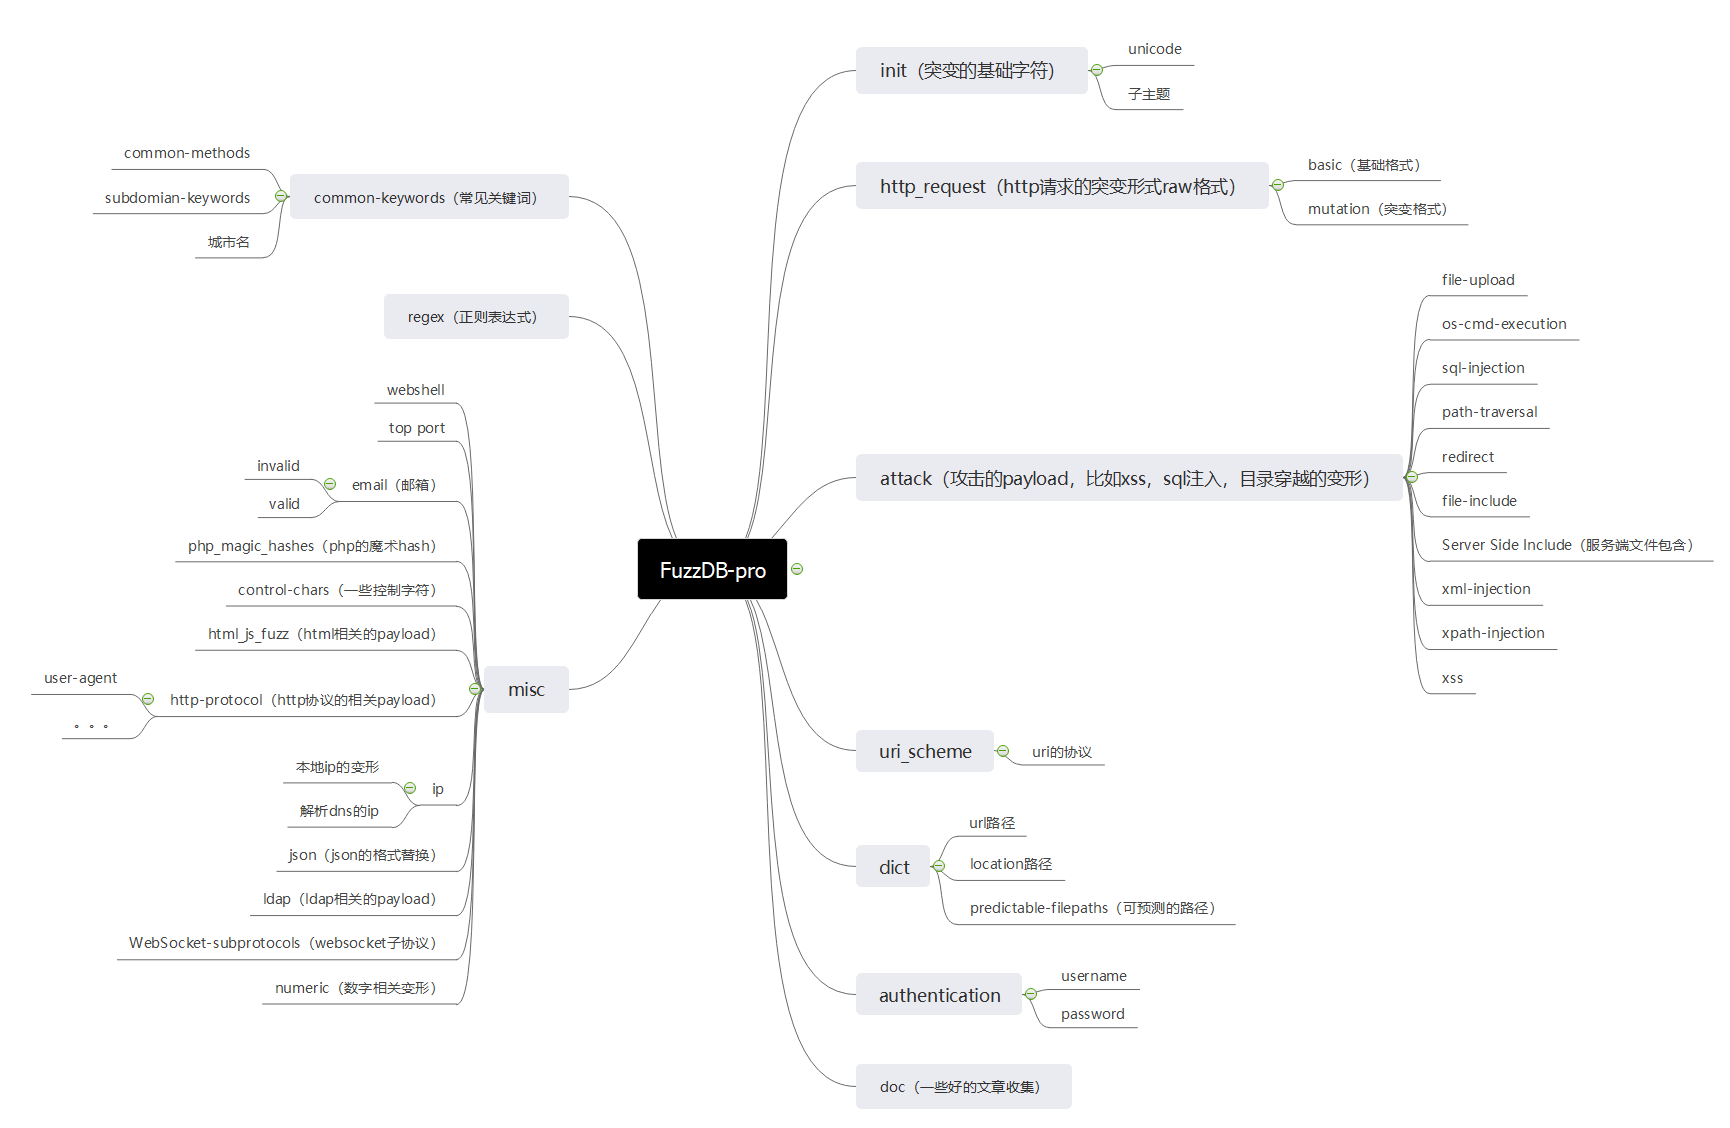 FuzzDB-pro
init（突变的基础字符）
unicode
子主题
http_request（http请求的突变形式raw格式）
basic（基础格式）
mutation（突变格式）
attack（攻击的payload，比如xss，sql注入，目录穿越的变形）
file-upload
os-cmd-execution
sql-injection
path-traversal
redirect
file-include
Server Side Include（服务端文件包含）
xml-injection
xpath-injection
xss
uri_scheme
uri的协议
dict
url路径
location路径
predictable-filepaths（可预测的路径）
authentication
username
password
doc（一些好的文章收集）
common-keywords（常见关键词）
common-methods
subdomian-keywords
城市名
regex（正则表达式）
misc
webshell
top port
email（邮箱）
invalid
valid
php_magic_hashes（php的魔术hash）
control-chars（一些控制字符）
html_js_fuzz（html相关的payload）
http-protocol（http协议的相关payload）
user-agent
。。。
ip
本地ip的变形
解析dns的ip
json（json的格式替换）
ldap（ldap相关的payload）
WebSocket-subprotocols（websocket子协议）
numeric（数字相关变形）